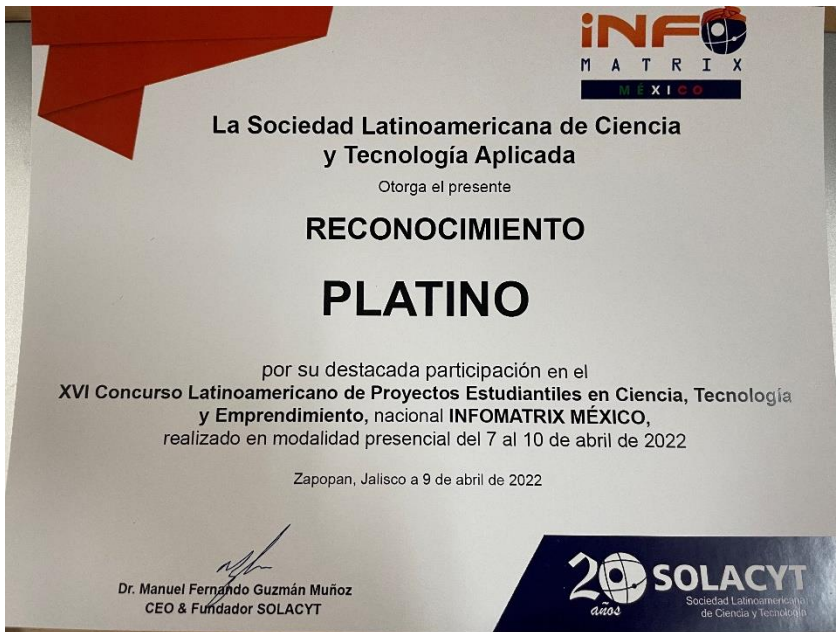 iNFO
MATRIX
MÉXICO
La Sociedad Latinoamericana de Ciencia
y Tecnología Aplicada
Otorga el presente
RECONOCIMIENTO
PLATINO
por su destacada participación en el
XVI Concurso Latinoamericano de Proyectos Estudiantiles en Ciencia, Tecnología
y Emprendimiento, nacional INFOMATRIX MÉXICO,
realizado en modalidad presencial del 7 al 10 de abril de 2022
Zapopan, Jalisco a 9 de abril de 2022
Dr. Manuel Fernando Guzmán Muñoz
CEO & Fundador SOLACYT
20 años
SOLACYT
Sociedad Latinoamericana
de Ciencia y Tecnología